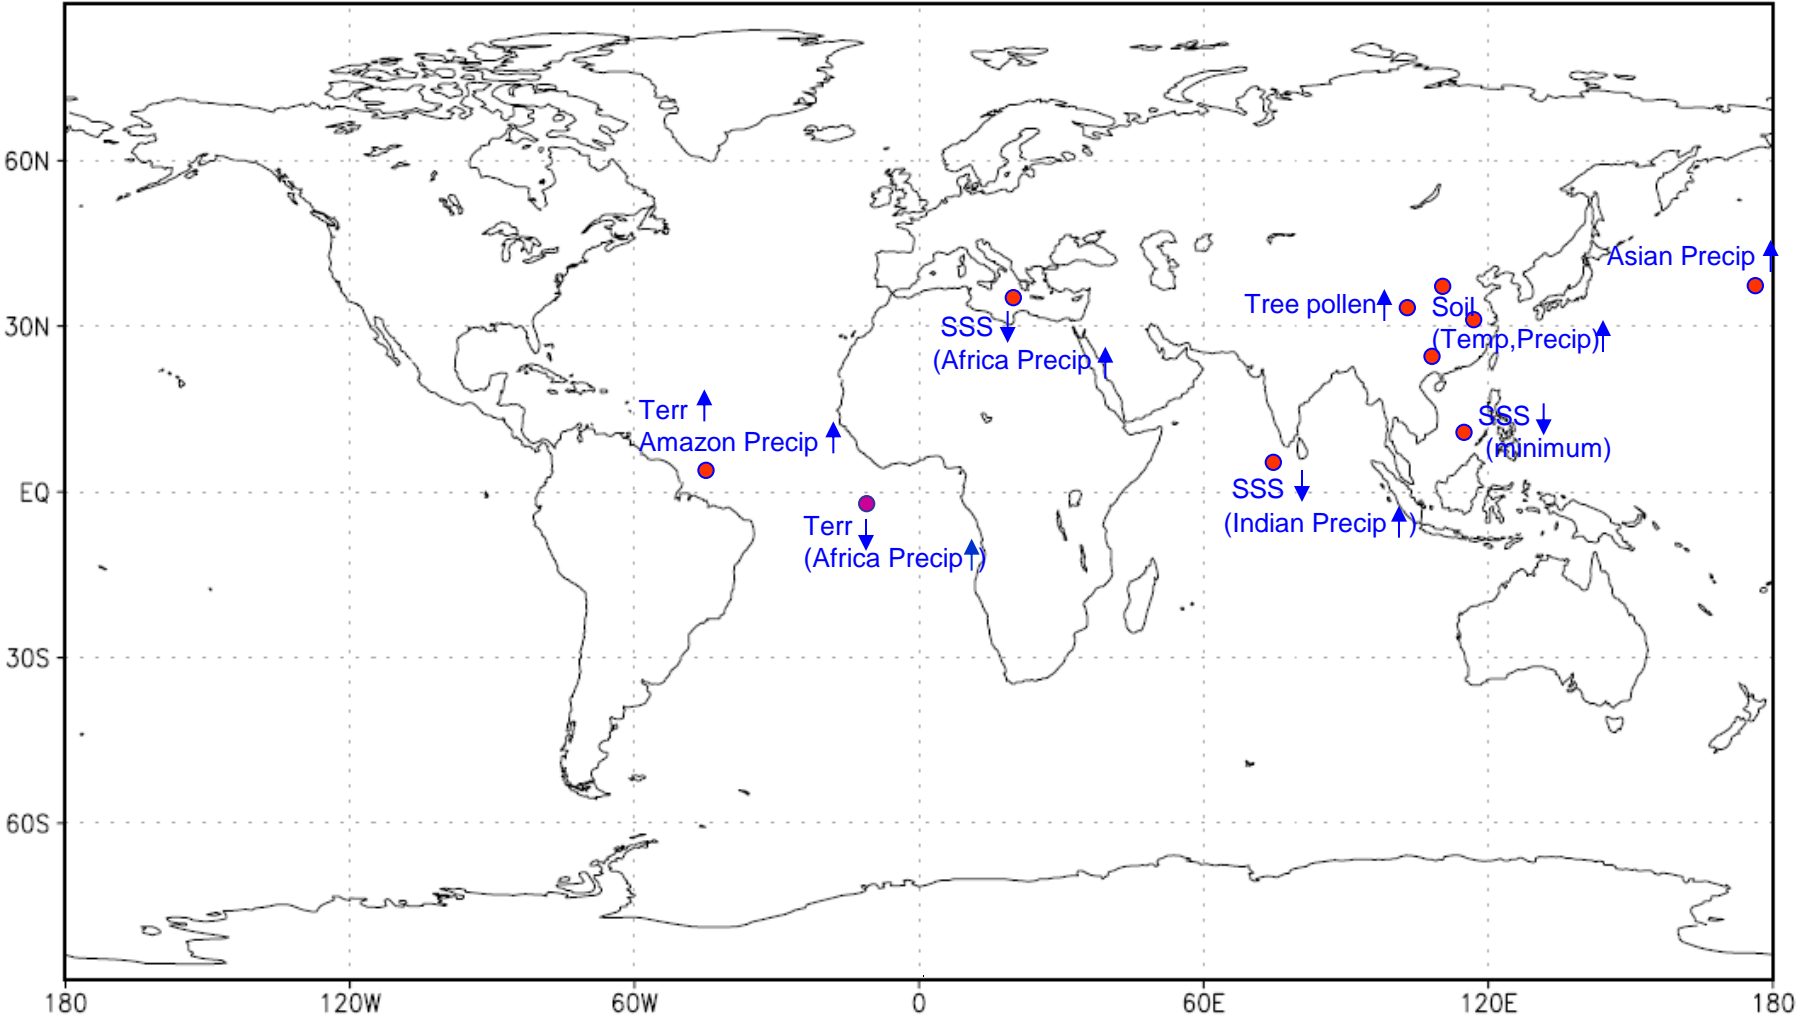 60N
30N
EQ
30S
60S
180
120W
60W
0
60E
120E
180
Asian Precip ↑
Tree pollen ↑
Soil
(Temp,Precip) ↑
SSS ↓
(Africa Precip ↑
Terr ↑
Amazon Precip ↑
SSS ↓
(minimum)
SSS ↓
(Indian Precip ↑)
Terr ↓
(Africa Precip ↑)